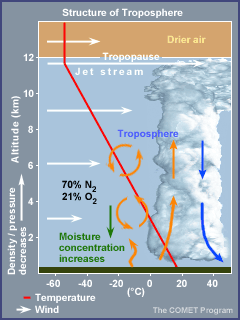 Structure of Troposphere
Drier air
12
Tropopause
Jet stream
10
8
Troposphere
6
70% N2
21% O2
4
2
Moisture
concentration
increases
Altitude (km)
Density / pressure
decreases
-60 -40 -20 0 20 40
(°C)
Temperature
Wind
The COMET Program